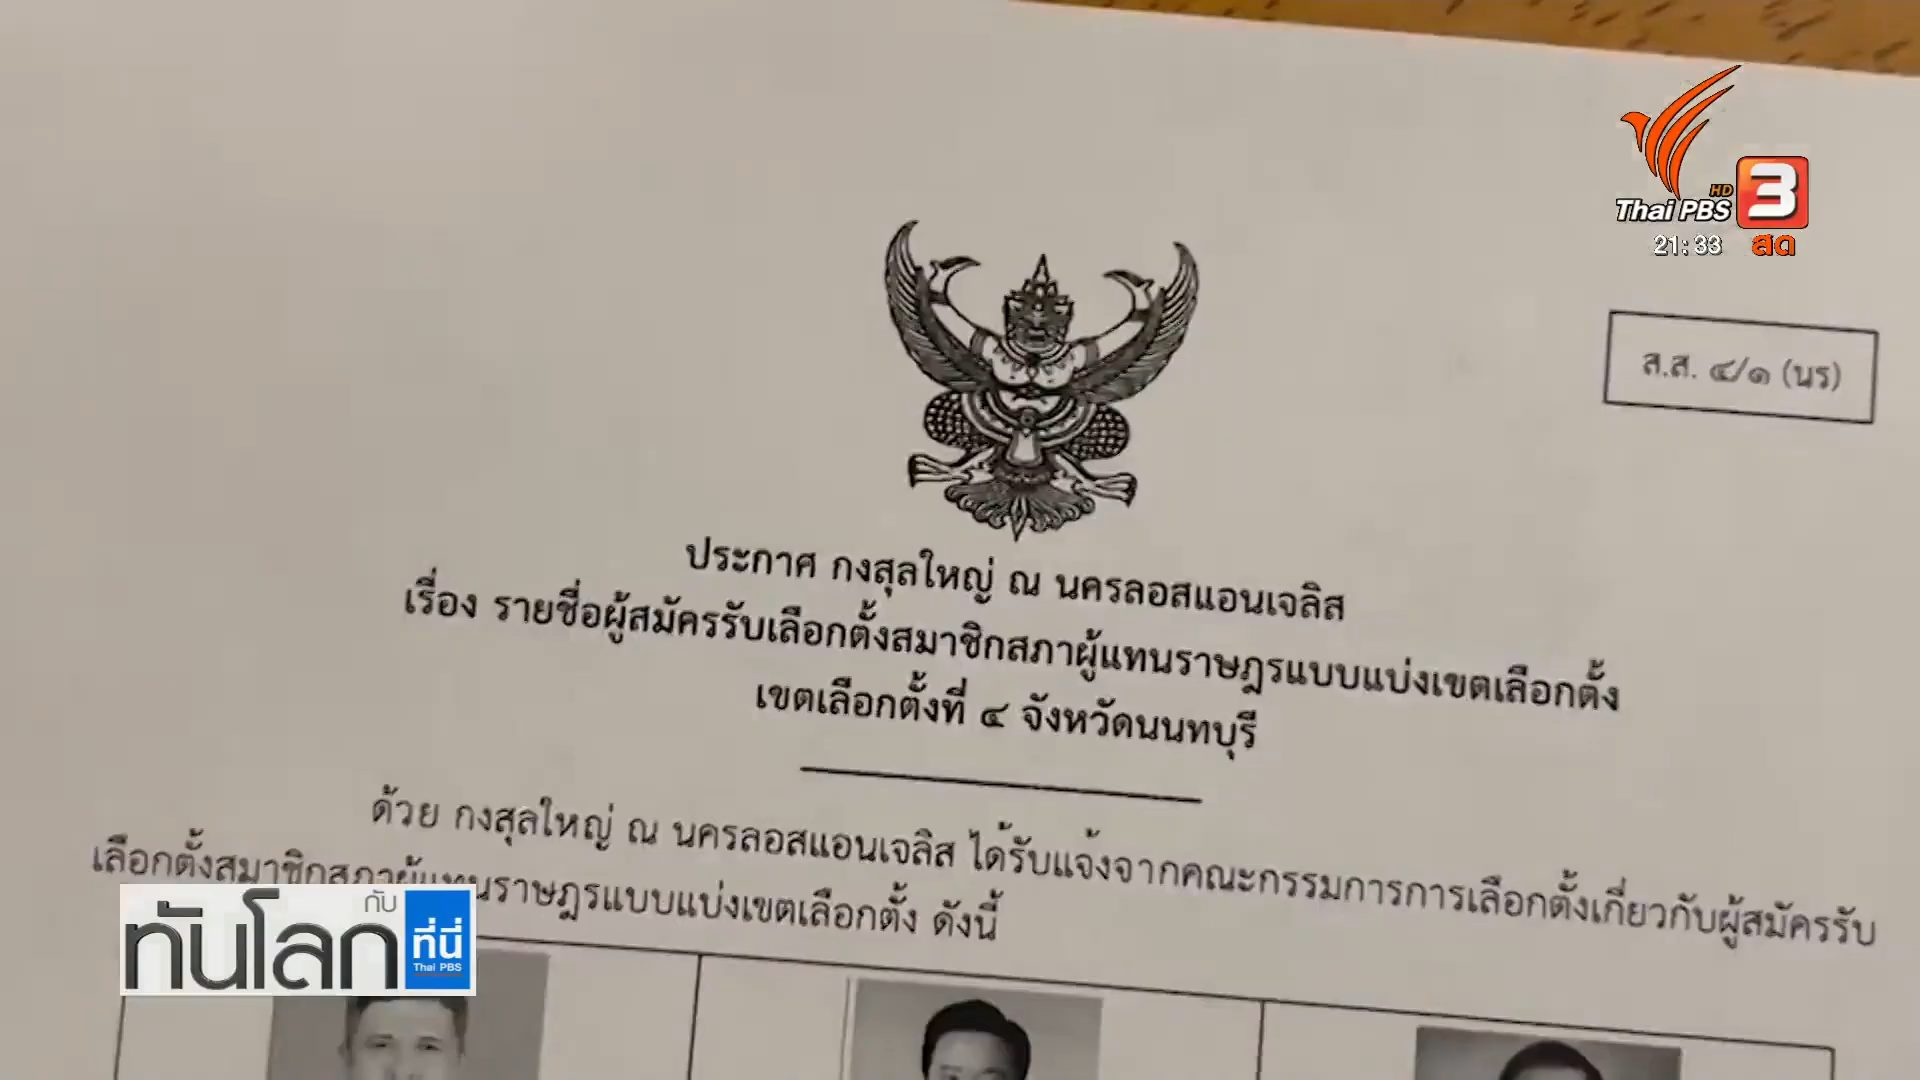 HD
Thai PBS 3
21:33 สด
ส.ส. ๔/๑ (นร)
ประกาศ กงสุลใหญ่ ณ นครลอสแอนเจลิส
เรื่อง รายชื่อผู้สมัครรับเลือกตั้งสมาชิกสภาผู้แทนราษฎรแบบแบ่งเขตเลือกตั้ง
เขตเลือกตั้งที่ ๔ จังหวัดนนทบุรี
ด้วย กงสุลใหญ่ ณ นครลอสแอนเจลิส ได้รับแจ้งจากคณะกรรมการการเลือกตั้งเกี่ยวกับผู้สมัครรับ
เลือกตั้งสมาชิกสภาผู้แทนราษฎรแบบแบ่งเขตเลือกตั้ง ดังนี้
ทันโลก กับ ที่นี่
Thai PBS